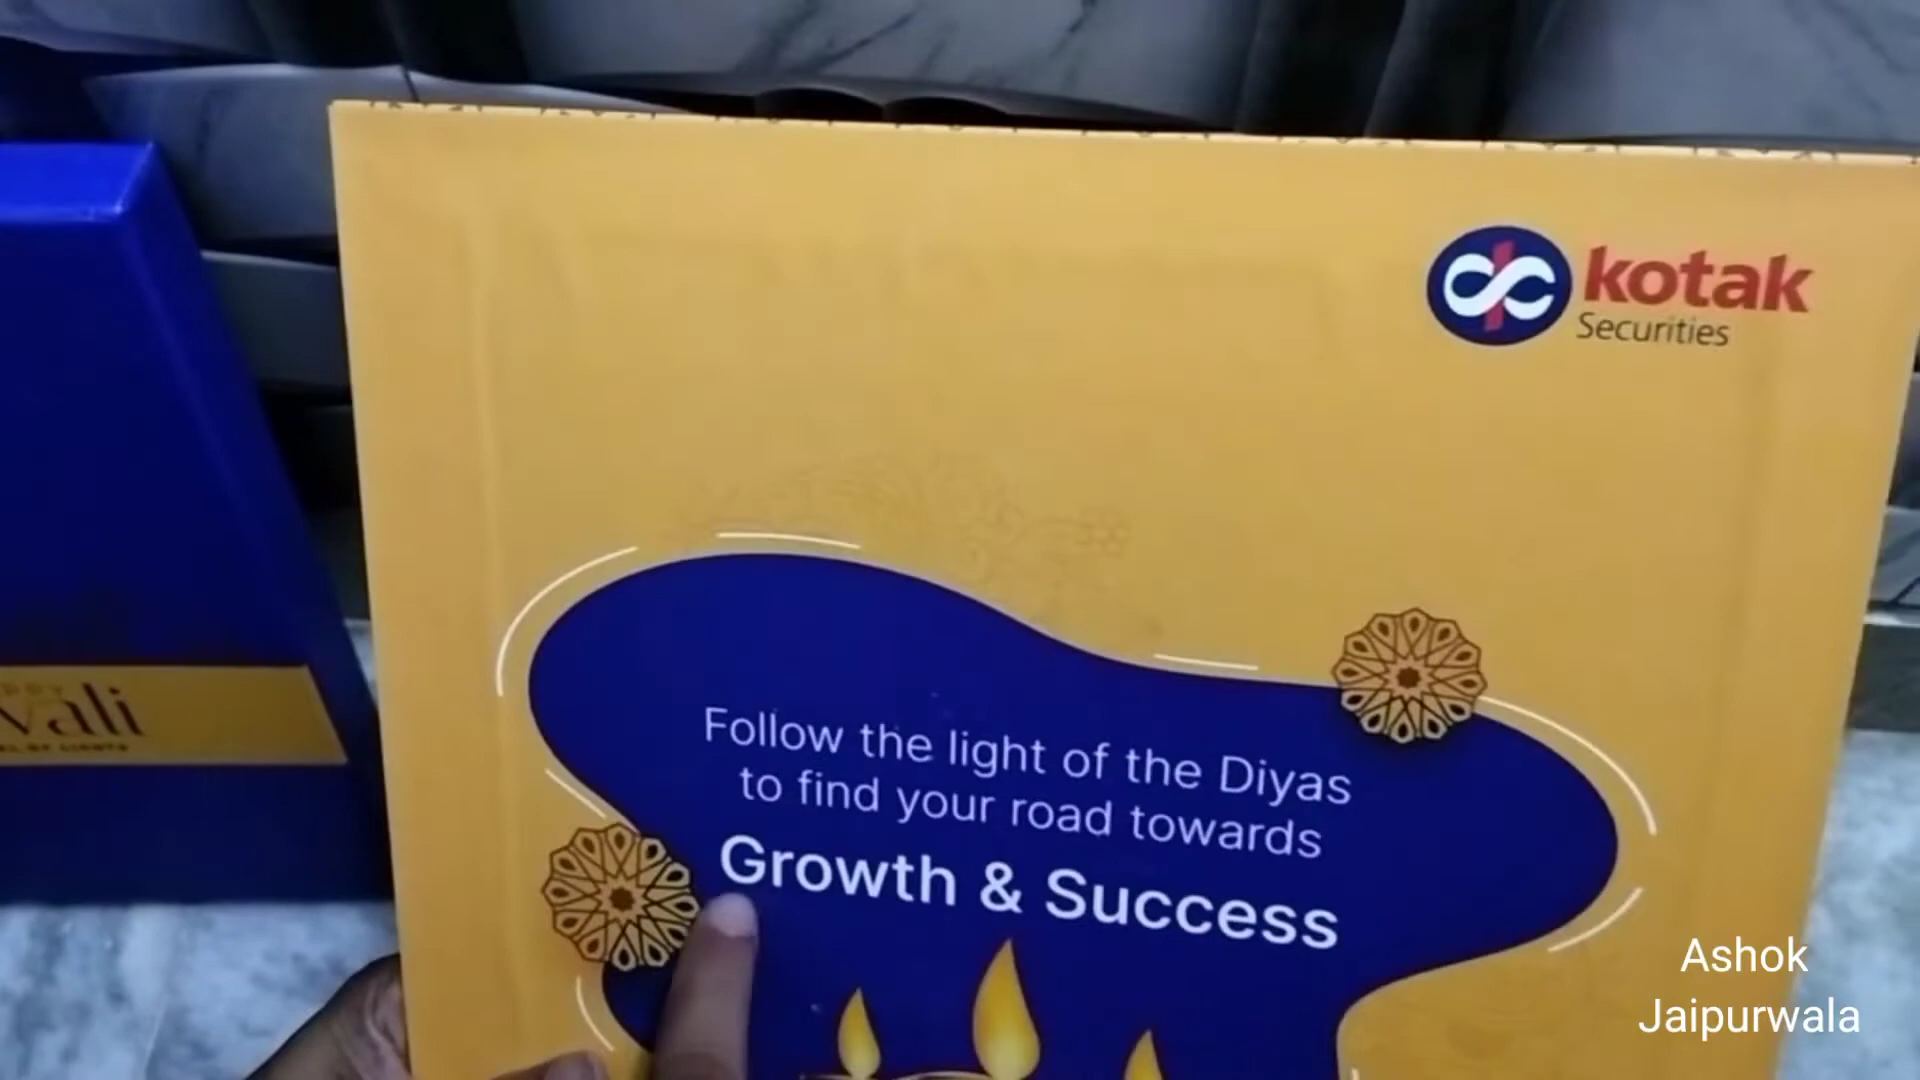 kotak
Securities
Follow the light of the Diyas
to find your road towards
Growth & Success
vali
Ashok
Jaipurwala